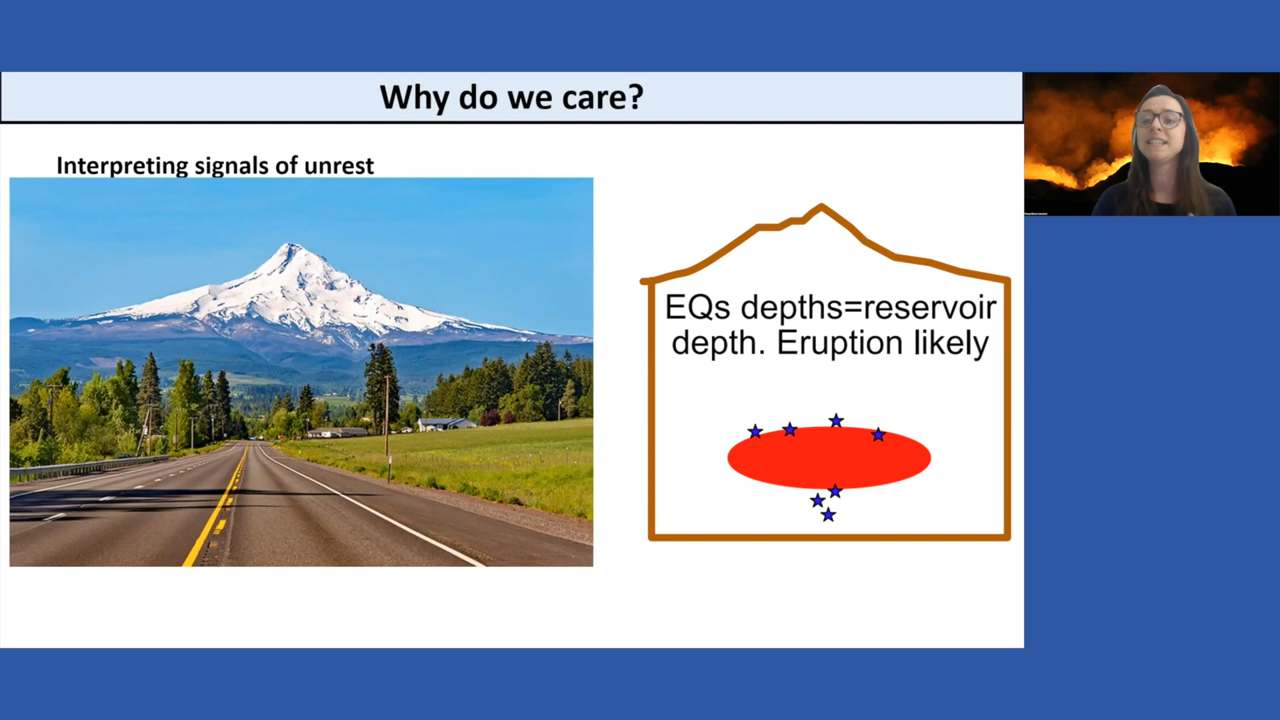 Why do we care?
Interpreting signals of unrest
EQs depths=reservoir
depth. Eruption likely